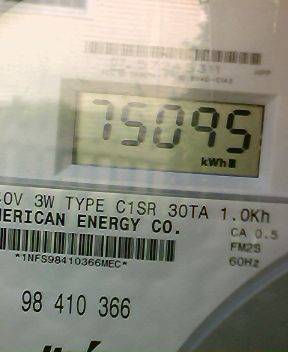 75095
kWh
40V 3W TYPE C1SR 30TA 1.0Kh
MERICAN ENERGY CO.
CA 0.5
FM2S
60Hz
*1NFS98410366MEC*
98 410 366